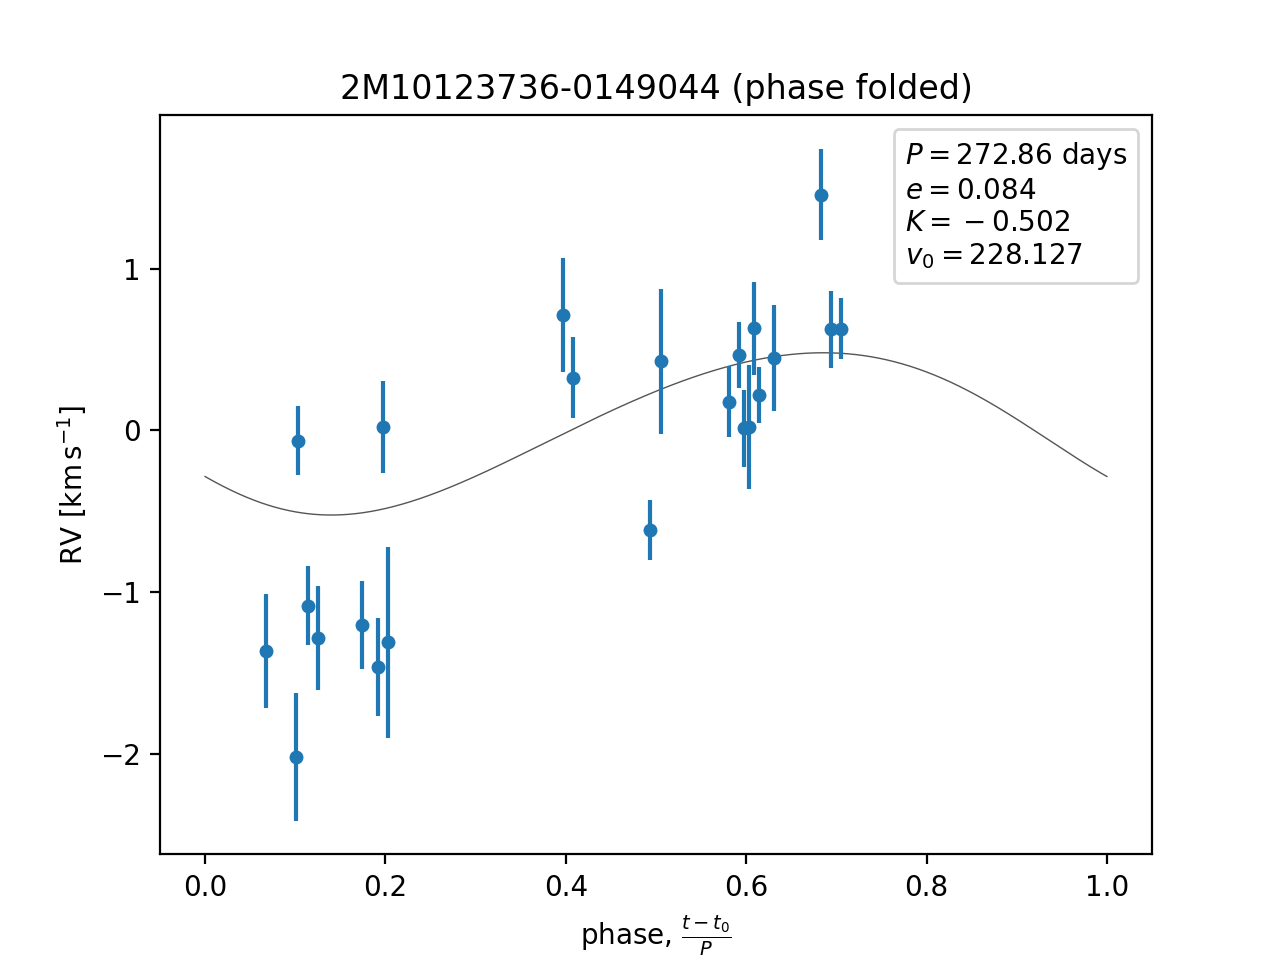 2M10123736-0149044 (phase folded)
P = 272.86 days
e = 0.084
K = −0.502
v₀ = 228.127
1
0
−1
−2
RV [km s⁻¹]
0.0 0.2 0.4 0.6 0.8 1.0
phase, (t − t₀)/P